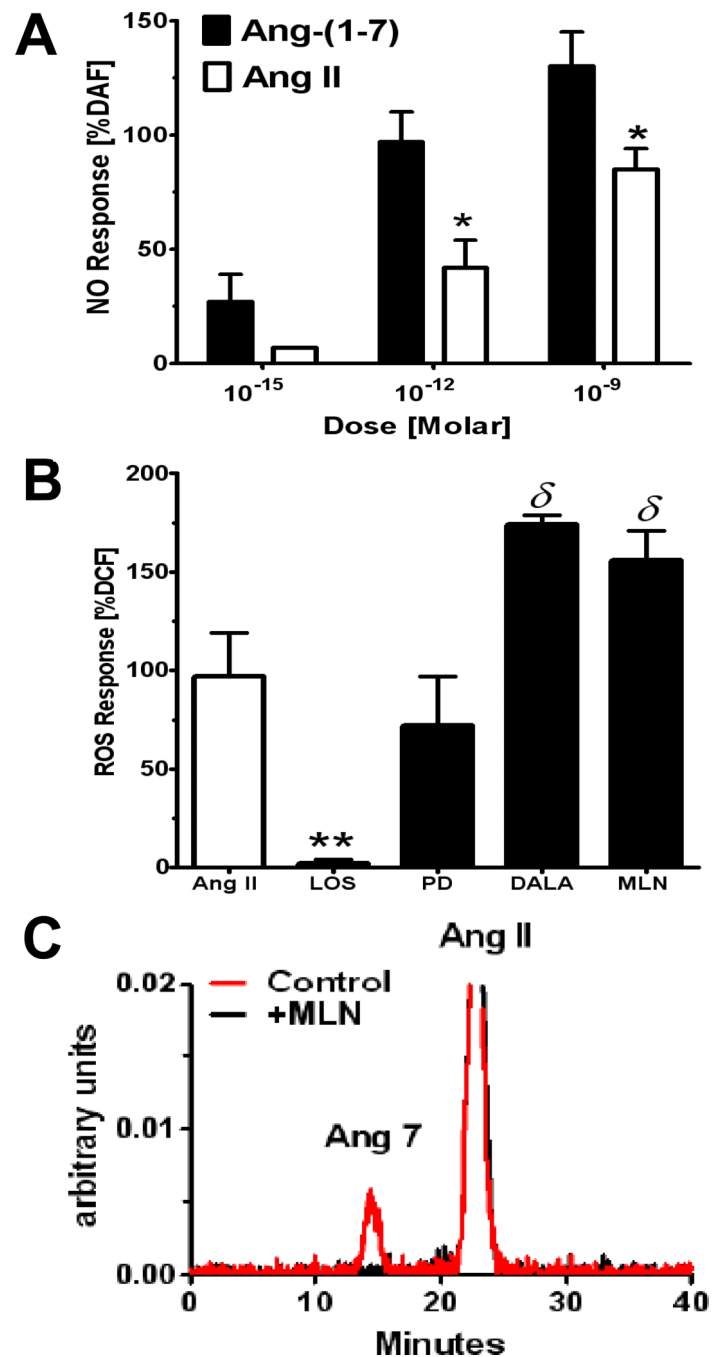 A
150
100
50
0
NO Response [%DAF]
Ang-(1-7)
Ang II
*
*
10⁻¹⁵ 10⁻¹² 10⁻⁹
Dose [Molar]
B
200
150
100
50
0
ROS Response [%DCF]
**
δ
δ
Ang II LOS PD DALA MLN
C
Ang II
0.02
0.01
0.00
arbitrary units
Control
+MLN
Ang 7
0 10 20 30 40
Minutes